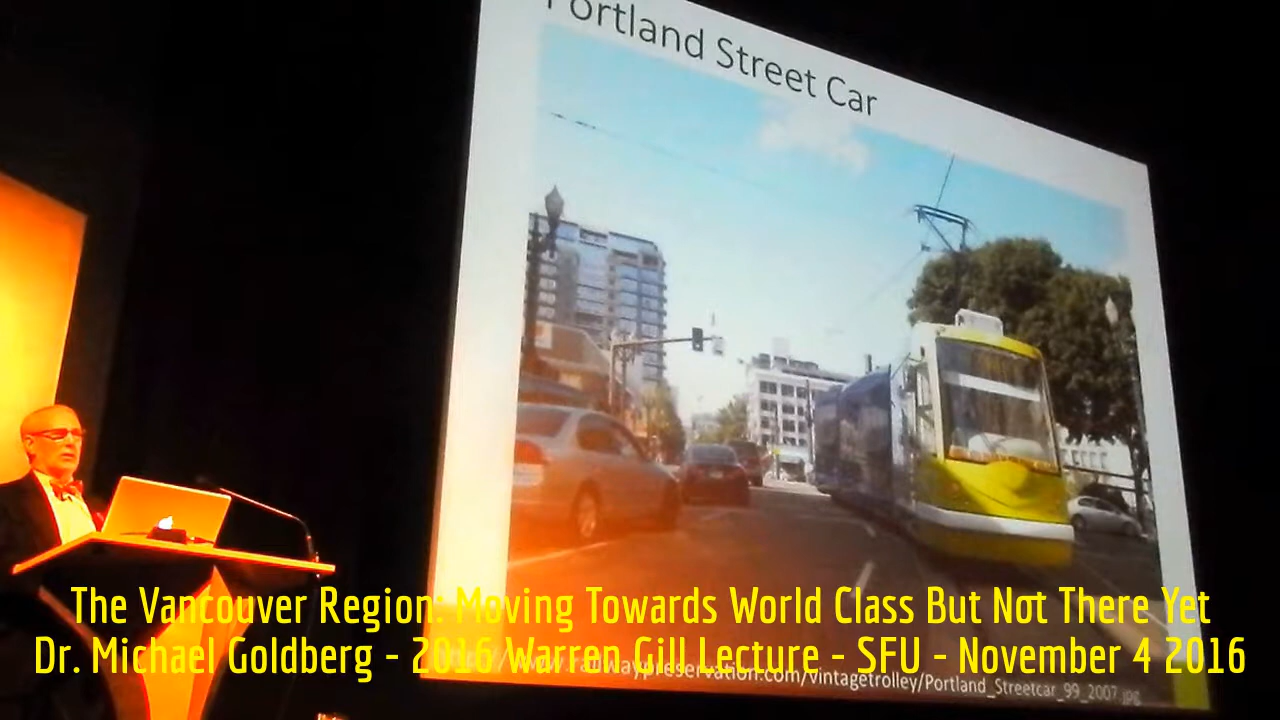 Portland Street Car
The Vancouver Region: Moving Towards World Class But Not There Yet
Dr. Michael Goldberg - 2016 Warren Gill Lecture - SFU - November 4 2016
http://www.railwaypreservation.com/vintagetrolley/Portland_Streetcar_99_2007.jpg